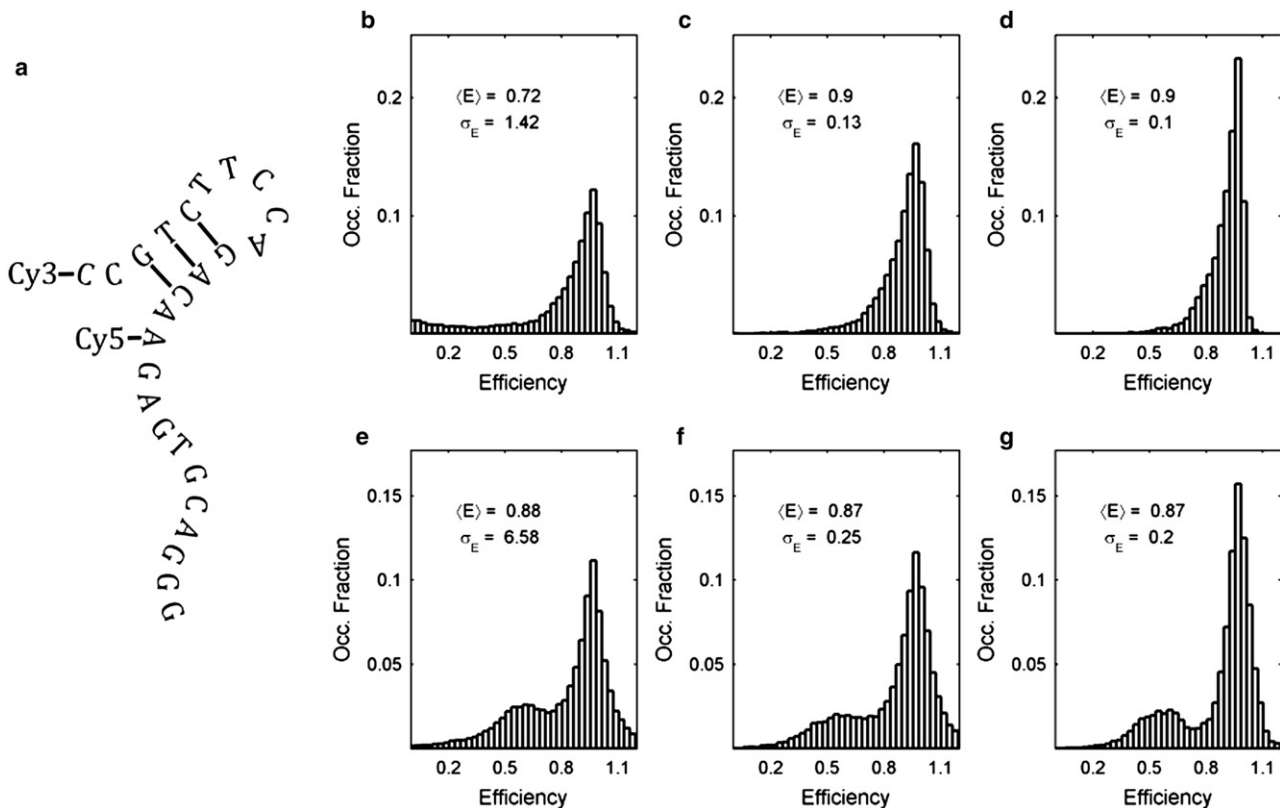 a
Cy3–C C G T C T T C C A G A C A
Cy5–A G A G T G C A G G G
b
⟨E⟩ = 0.72
σE = 1.42
Occ. Fraction
0.2
0.1
0.2 0.5 0.8 1.1
Efficiency
c
⟨E⟩ = 0.9
σE = 0.13
Occ. Fraction
0.2
0.1
0.2 0.5 0.8 1.1
Efficiency
d
⟨E⟩ = 0.9
σE = 0.1
Occ. Fraction
0.2
0.1
0.2 0.5 0.8 1.1
Efficiency
e
⟨E⟩ = 0.88
σE = 6.58
Occ. Fraction
0.15
0.1
0.05
0.2 0.5 0.8 1.1
Efficiency
f
⟨E⟩ = 0.87
σE = 0.25
Occ. Fraction
0.15
0.1
0.05
0.2 0.5 0.8 1.1
Efficiency
g
⟨E⟩ = 0.87
σE = 0.2
Occ. Fraction
0.15
0.1
0.05
0.2 0.5 0.8 1.1
Efficiency